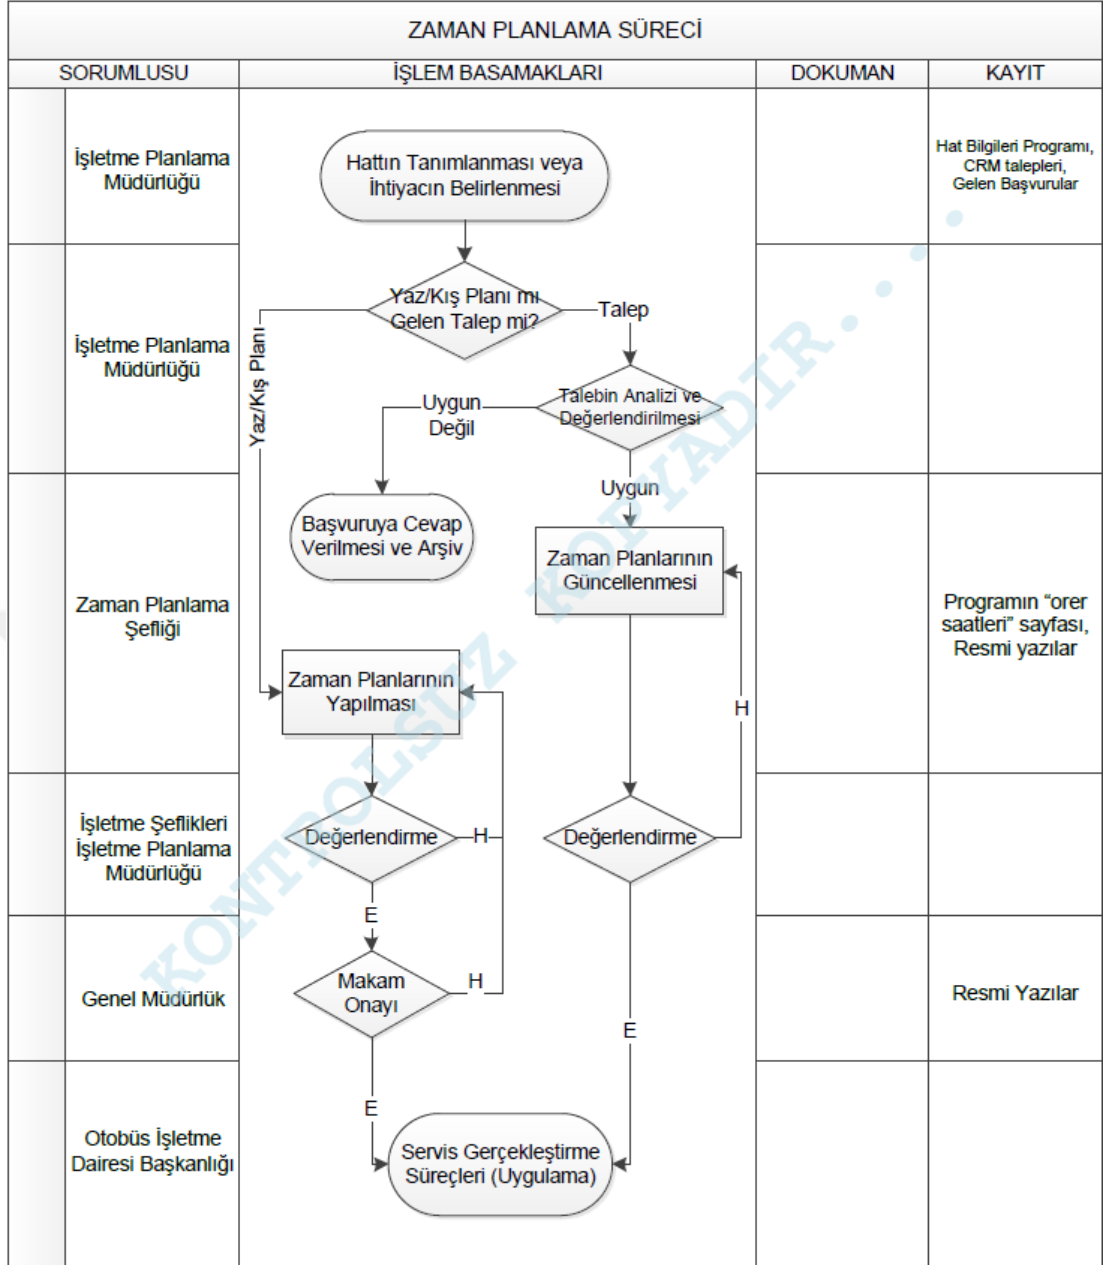 ZAMAN PLANLAMA SÜRECİ
SORUMLUSU
İŞLEM BASAMAKLARI
DOKUMAN
KAYIT
İşletme Planlama
Müdürlüğü
Hattın Tanımlanması veya
İhtiyacın Belirlenmesi
Hat Bilgileri Programı,
CRM talepleri,
Gelen Başvurular
İşletme Planlama
Müdürlüğü
Yaz/Kış Planı mı
Gelen Talep mi?
Talep
Yaz/Kış Planı
Talebin Analizi ve
Değerlendirilmesi
Uygun
Değil
Uygun
Başvuruya Cevap
Verilmesi ve Arşiv
Zaman Planlarının
Güncellenmesi
Zaman Planlama
Şefliği
Programın “orer
saatleri” sayfası,
Resmi yazılar
Zaman Planlarının
Yapılması
H
İşletme Şeflikleri
İşletme Planlama
Müdürlüğü
Değerlendirme
H
Değerlendirme
E
Genel Müdürlük
Makam
Onayı
H
Resmi Yazılar
E
E
Otobüs İşletme
Dairesi Başkanlığı
Servis Gerçekleştirme
Süreçleri (Uygulama)
KONTROLSUZ KOPYADIR.....